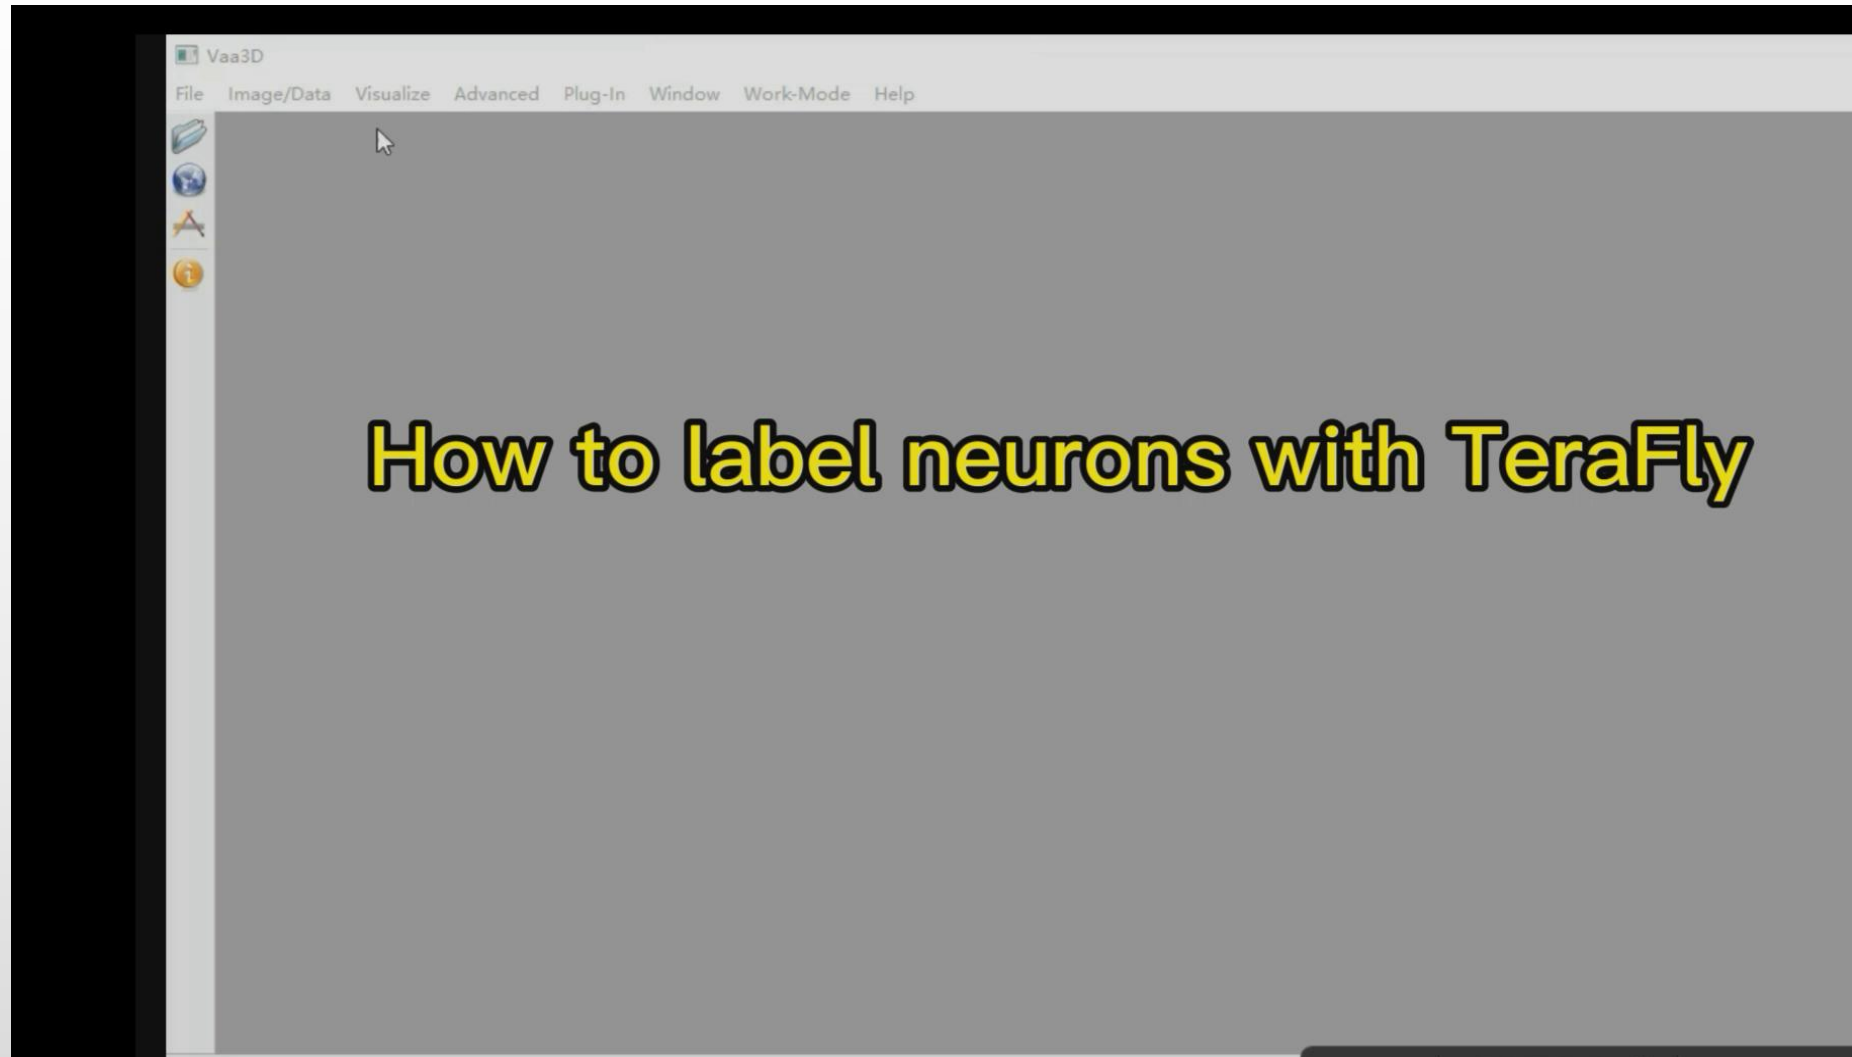 Vaa3D
File Image/Data Visualize Advanced Plug-In Window Work-Mode Help
How to label neurons with TeraFly